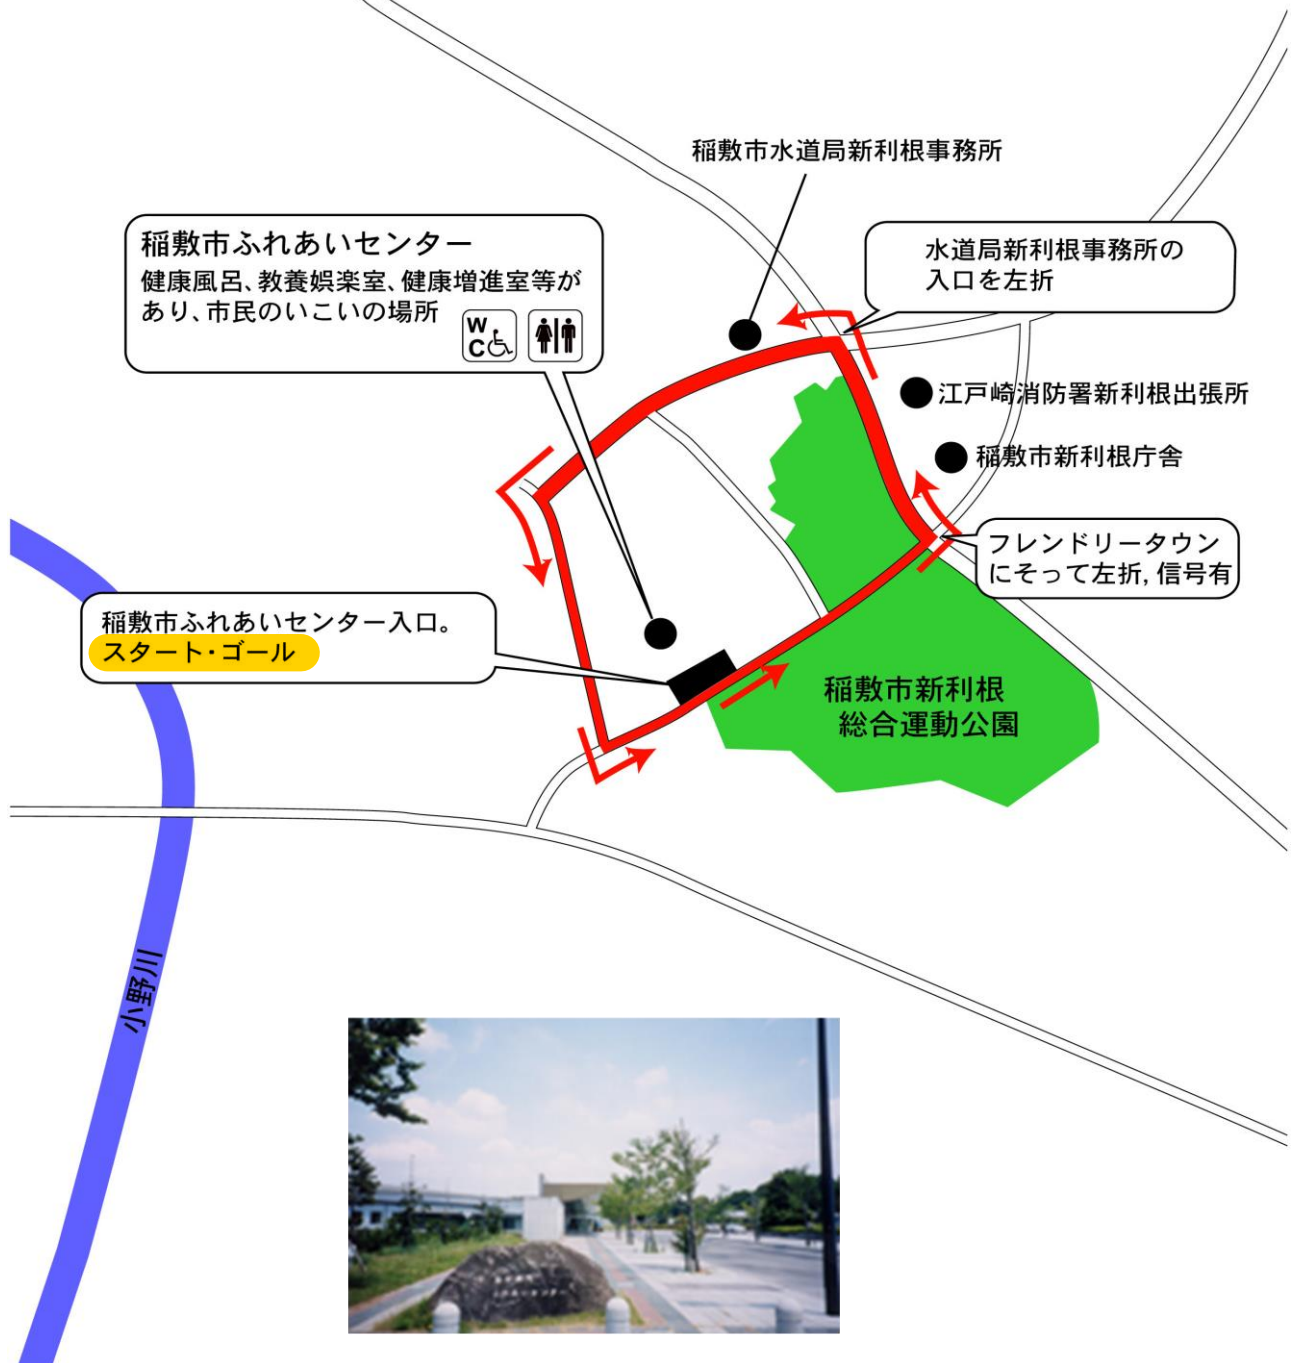 稲敷市水道局新利根事務所
稲敷市ふれあいセンター
健康風呂、教養娯楽室、健康増進室等が
あり、市民のいこいの場所
WC
水道局新利根事務所の
入口を左折
江戸崎消防署新利根出張所
稲敷市新利根庁舎
フレンドリータウン
にそって左折，信号有
稲敷市ふれあいセンター入口。
スタート・ゴール
稲敷市新利根
総合運動公園
小野川